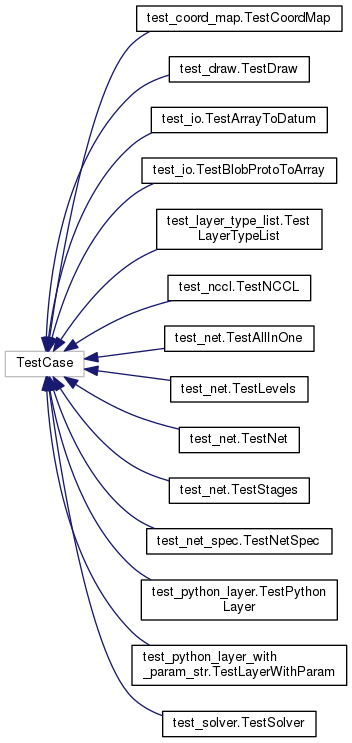 test_coord_map.TestCoordMap
test_draw.TestDraw
test_io.TestArrayToDatum
test_io.TestBlobProtoToArray
test_layer_type_list.Test
LayerTypeList
test_nccl.TestNCCL
test_net.TestAllInOne
TestCase
test_net.TestLevels
test_net.TestNet
test_net.TestStages
test_net_spec.TestNetSpec
test_python_layer.TestPython
Layer
test_python_layer_with
_param_str.TestLayerWithParam
test_solver.TestSolver